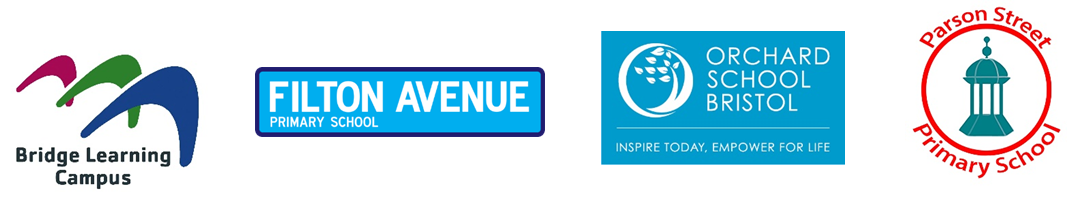 Bridge Learning
Campus
FILTON AVENUE
PRIMARY SCHOOL
ORCHARD
SCHOOL
BRISTOL
INSPIRE TODAY, EMPOWER FOR LIFE
Parson Street
Primary School